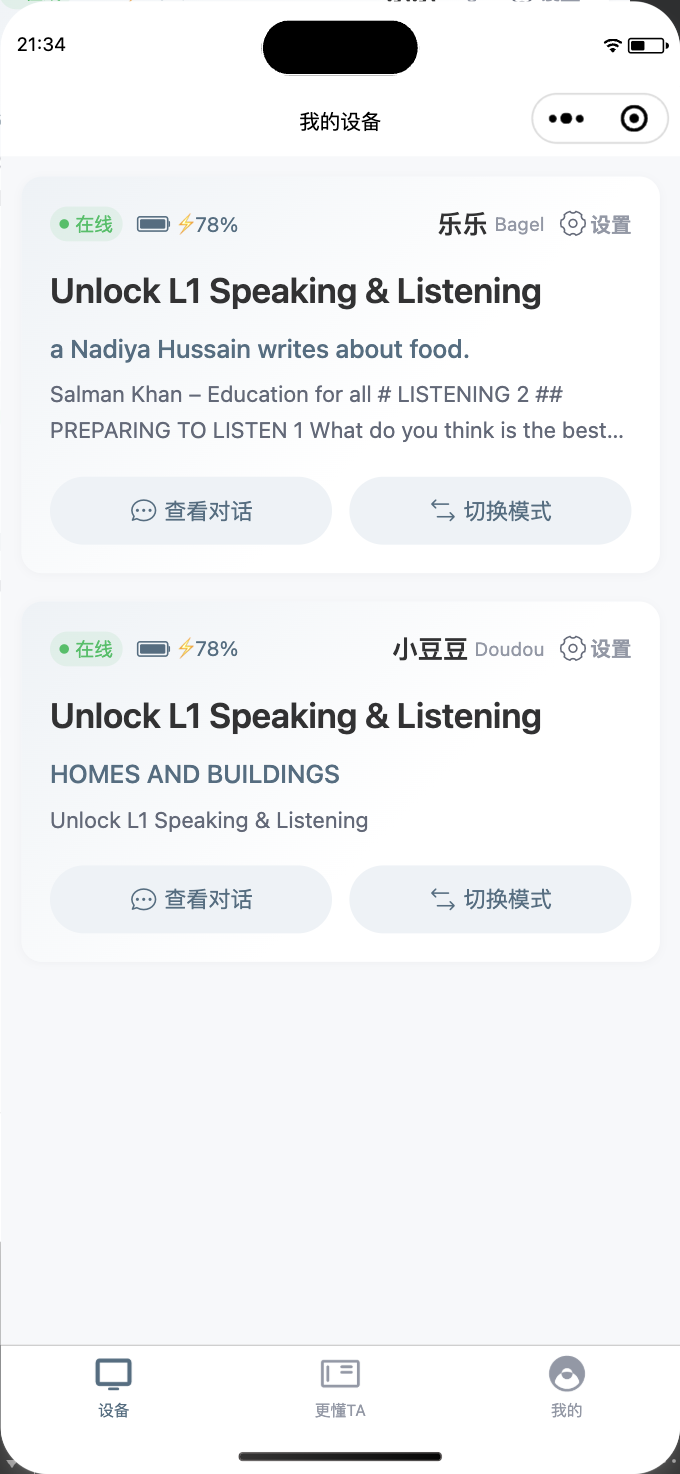 21:34
我的设备
在线 78% 乐乐 Bagel 设置
Unlock L1 Speaking & Listening
a Nadiya Hussain writes about food.
Salman Khan – Education for all # LISTENING 2 ##
PREPARING TO LISTEN 1 What do you think is the best...
查看对话 切换模式
在线 78% 小豆豆 Doudou 设置
Unlock L1 Speaking & Listening
HOMES AND BUILDINGS
Unlock L1 Speaking & Listening
查看对话 切换模式
设备 更懂TA 我的